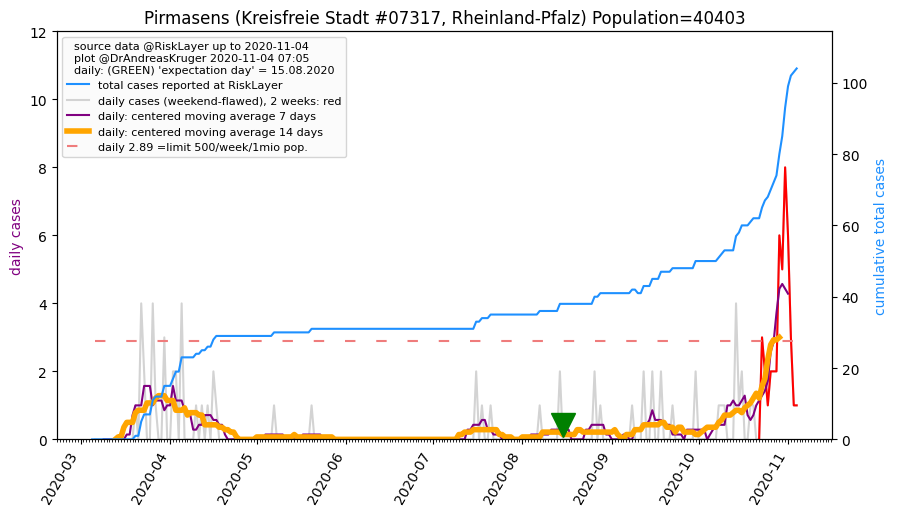 Pirmasens (Kreisfreie Stadt #07317, Rheinland-Pfalz) Population=40403
source data @RiskLayer up to 2020-11-04
plot @DrAndreasKruger 2020-11-04 07:05
daily: (GREEN) 'expectation day' = 15.08.2020
total cases reported at RiskLayer
daily cases (weekend-flawed), 2 weeks: red
daily: centered moving average 7 days
daily: centered moving average 14 days
daily 2.89 =limit 500/week/1mio pop.
daily cases
12
10
8
6
4
2
0
cumulative total cases
100
80
60
40
20
0
2020-03
2020-04
2020-05
2020-06
2020-07
2020-08
2020-09
2020-10
2020-11